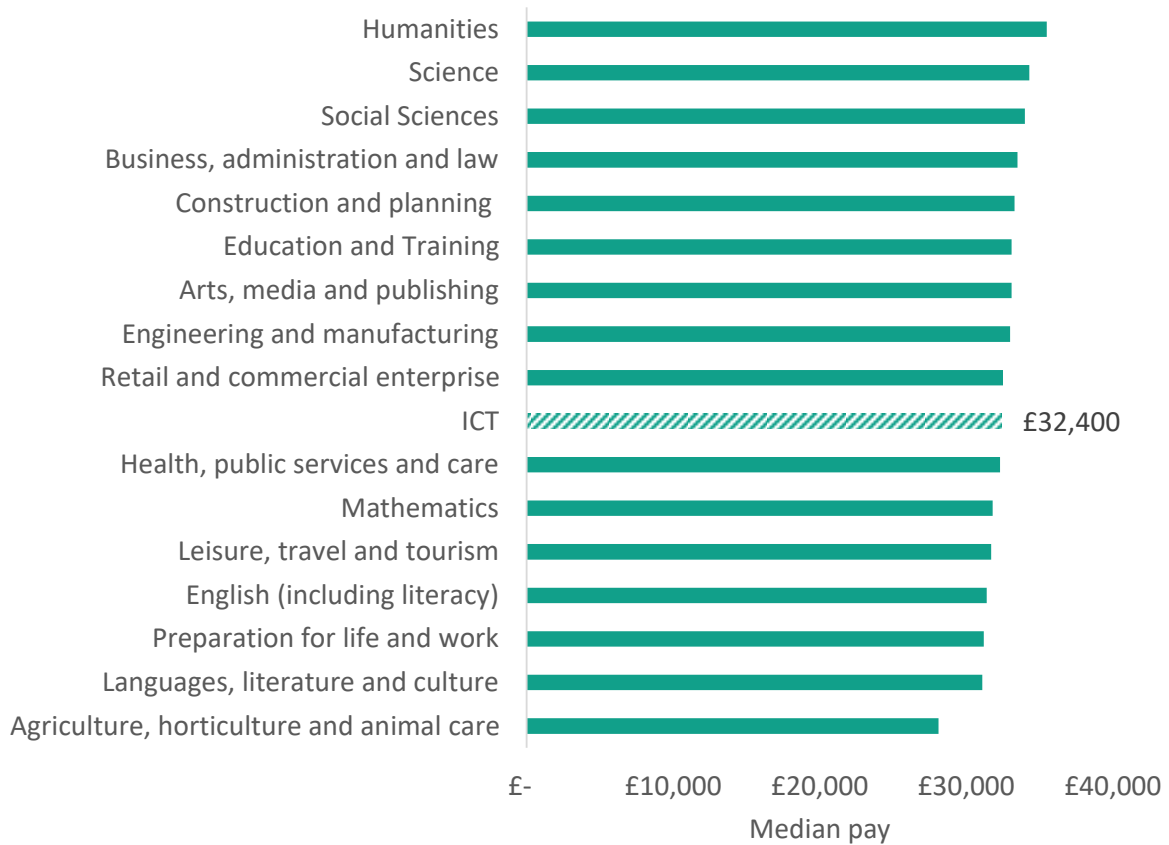 Humanities
Science
Social Sciences
Business, administration and law
Construction and planning
Education and Training
Arts, media and publishing
Engineering and manufacturing
Retail and commercial enterprise
ICT £32,400
Health, public services and care
Mathematics
Leisure, travel and tourism
English (including literacy)
Preparation for life and work
Languages, literature and culture
Agriculture, horticulture and animal care
£- £10,000 £20,000 £30,000 £40,000
Median pay